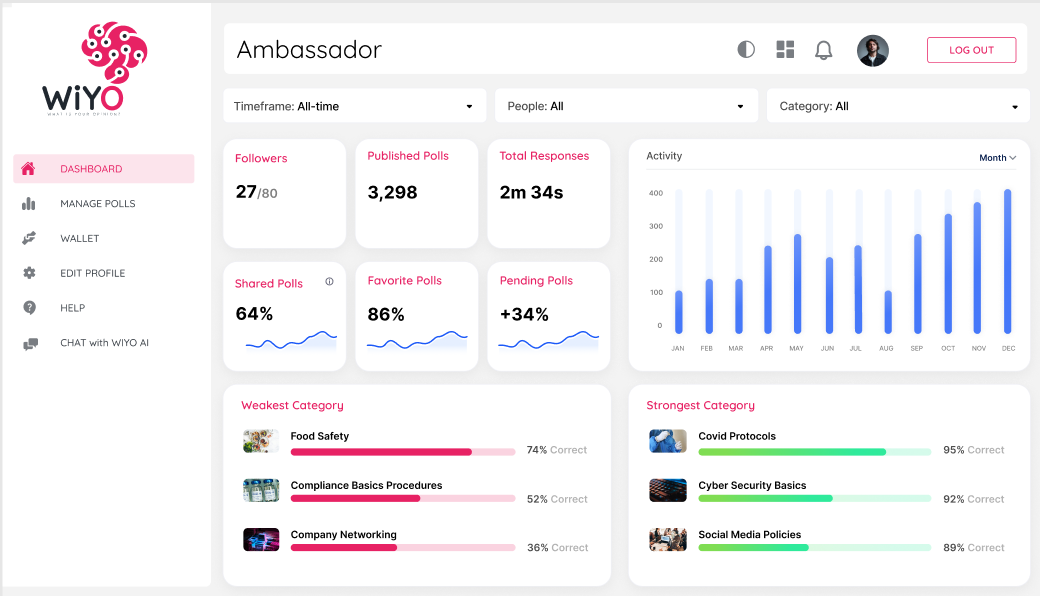 WiYO
WHAT IS YOUR OPINION?
DASHBOARD
MANAGE POLLS
WALLET
EDIT PROFILE
HELP
CHAT with WIYO AI
Ambassador
LOG OUT
Timeframe: All-time
People: All
Category: All
Followers
27/80
Published Polls
3,298
Total Responses
2m 34s
Shared Polls
64%
Favorite Polls
86%
Pending Polls
+34%
Activity
Month
400
300
200
100
0
JAN FEB MAR APR MAY JUN JUL AUG SEP OCT NOV DEC
Weakest Category
Food Safety
74% Correct
Compliance Basics Procedures
52% Correct
Company Networking
36% Correct
Strongest Category
Covid Protocols
95% Correct
Cyber Security Basics
92% Correct
Social Media Policies
89% Correct